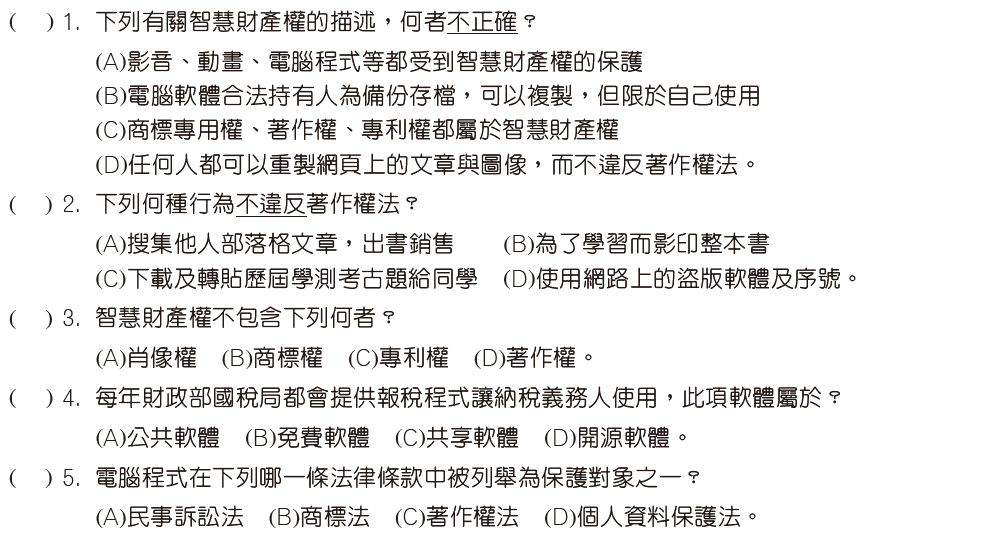 (　) 1. 下列有關智慧財產權的描述，何者不正確？
(A)影音、動畫、電腦程式等都受到智慧財產權的保護
(B)電腦軟體合法持有人為備份存檔，可以複製，但限於自己使用
(C)商標專用權、著作權、專利權都屬於智慧財產權
(D)任何人都可以重製網頁上的文章與圖像，而不違反著作權法。
(　) 2. 下列何種行為不違反著作權法？
(A)搜集他人部落格文章，出書銷售　(B)為了學習而影印整本書
(C)下載及轉貼歷屆學測考古題給同學　(D)使用網路上的盜版軟體及序號。
(　) 3. 智慧財產權不包含下列何者？
(A)肖像權　(B)商標權　(C)專利權　(D)著作權。
(　) 4. 每年財政部國稅局都會提供報稅程式讓納稅義務人使用，此項軟體屬於？
(A)公共軟體　(B)免費軟體　(C)共享軟體　(D)開源軟體。
(　) 5. 電腦程式在下列哪一條法律條款中被列舉為保護對象之一？
(A)民事訴訟法　(B)商標法　(C)著作權法　(D)個人資料保護法。